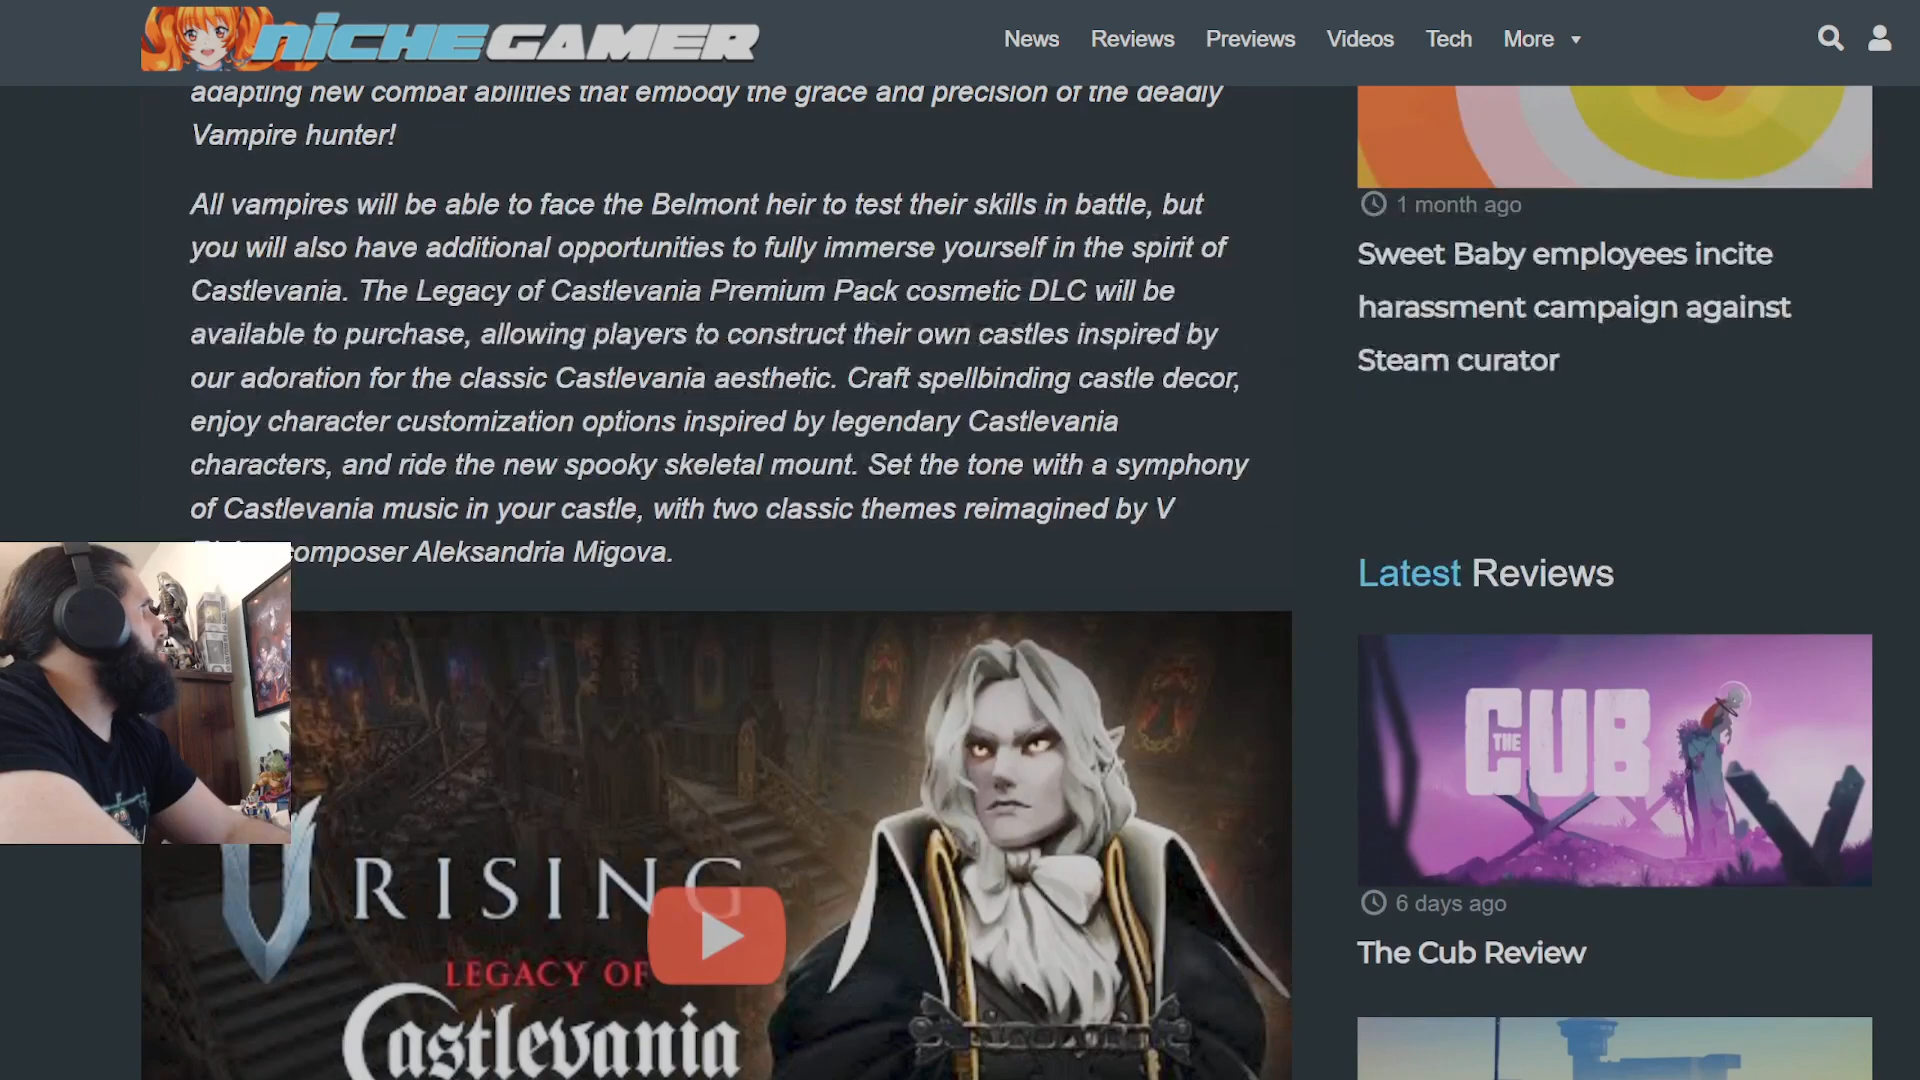 NICHEGAMER
News Reviews Previews Videos Tech More
adapting new combat abilities that embody the grace and precision of the deadly
Vampire hunter!
All vampires will be able to face the Belmont heir to test their skills in battle, but
you will also have additional opportunities to fully immerse yourself in the spirit of
Castlevania. The Legacy of Castlevania Premium Pack cosmetic DLC will be
available to purchase, allowing players to construct their own castles inspired by
our adoration for the classic Castlevania aesthetic. Craft spellbinding castle decor,
enjoy character customization options inspired by legendary Castlevania
characters, and ride the new spooky skeletal mount. Set the tone with a symphony
of Castlevania music in your castle, with two classic themes reimagined by V
composer Aleksandria Migova.
V RISING
LEGACY OF
Castlevania
1 month ago
Sweet Baby employees incite
harassment campaign against
Steam curator
Latest Reviews
THE CUB
6 days ago
The Cub Review